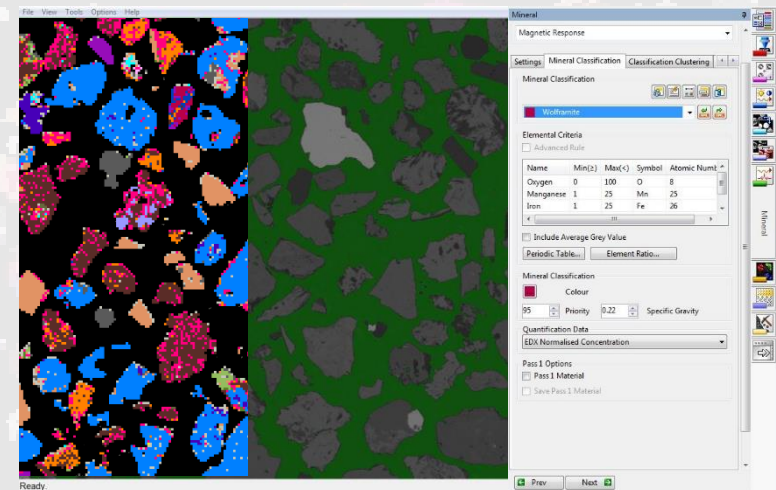 File View Tools Options Help
Mineral
Magnetic Response
Settings Mineral Classification Classification Clustering
Mineral Classification
Wolframite
Elemental Criteria
Advanced Rule
Name Min(≥) Max(<) Symbol Atomic Numb
Oxygen 0 100 O 8
Manganese 1 25 Mn 25
Iron 1 25 Fe 26
Include Average Grey Value
Periodic Table... Element Ratio...
Mineral Classification
Colour
95 Priority 0.22 Specific Gravity
Quantification Data
EDX Normalised Concentration
Pass 1 Options
Pass 1 Material
Save Pass 1 Material
Mineral
Prev Next
Ready.